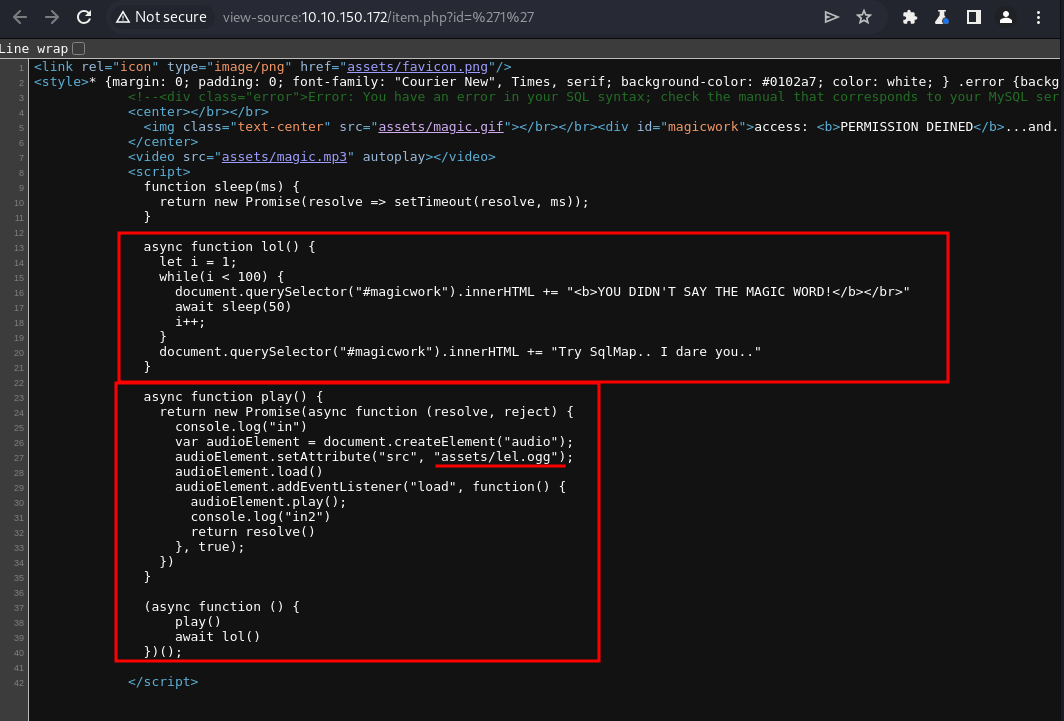 Not secure view-source:10.10.150.172/item.php?id=%271%27
Line wrap
1 <link rel="icon" type="image/png" href="assets/favicon.png"/>
2 <style>* {margin: 0; padding: 0; font-family: "Courier New", Times, serif; background-color: #0102a7; color: white; } .error {backg
3 <!--<div class="error">Error: You have an error in your SQL syntax; check the manual that corresponds to your MySQL ser
4 <center></br></br>
5 <img class="text-center" src="assets/magic.gif"></br></br><div id="magicwork">access: <b>PERMISSION DEINED</b>...and.
6 </center>
7 <video src="assets/magic.mp3" autoplay></video>
8 <script>
9 function sleep(ms) {
10 return new Promise(resolve => setTimeout(resolve, ms));
11 }
12
13 async function lol() {
14 let i = 1;
15 while(i < 100) {
16 document.querySelector("#magicwork").innerHTML += "<b>YOU DIDN'T SAY THE MAGIC WORD!</b></br>"
17 await sleep(50)
18 i++;
19 }
20 document.querySelector("#magicwork").innerHTML += "Try SqlMap.. I dare you.."
21 }
22
23 async function play() {
24 return new Promise(async function (resolve, reject) {
25 console.log("in")
26 var audioElement = document.createElement("audio");
27 audioElement.setAttribute("src", "assets/lel.ogg");
28 audioElement.load()
29 audioElement.addEventListener("load", function() {
30 audioElement.play();
31 console.log("in2")
32 return resolve()
33 }, true);
34 })
35 }
36
37 (async function () {
38 play()
39 await lol()
40 })();
41
42 </script>